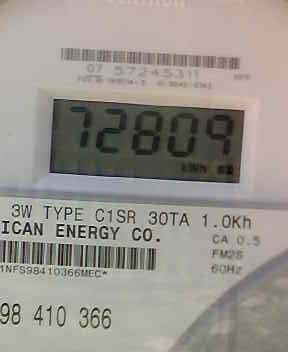 07 57245311
72809
kWh
3W TYPE C1SR 30TA 1.0Kh
ICAN ENERGY CO.
CA 0.5
FM2S
60Hz
1NFS98410366MEC*
98 410 366